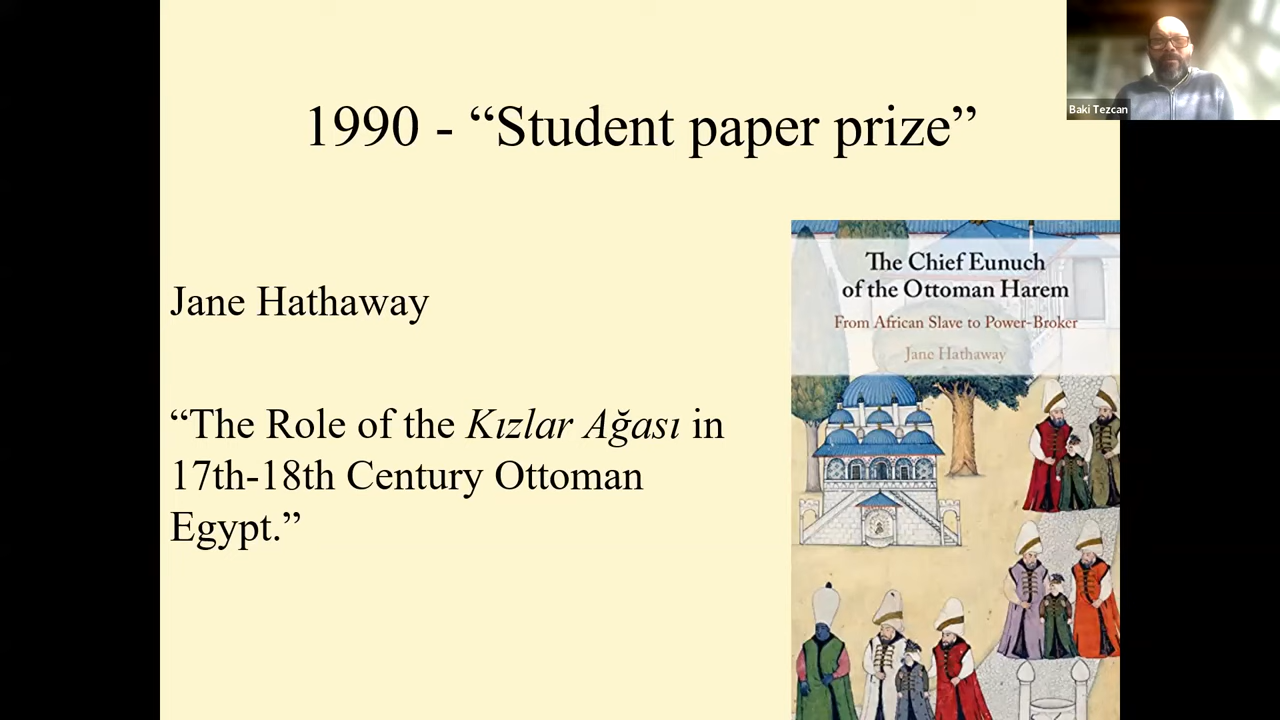 1990 - “Student paper prize”
Baki Tezcan
Jane Hathaway
“The Role of the Kızlar Ağası in
17th-18th Century Ottoman
Egypt.”
The Chief Eunuch
of the Ottoman Harem
From African Slave to Power-Broker
Jane Hathaway